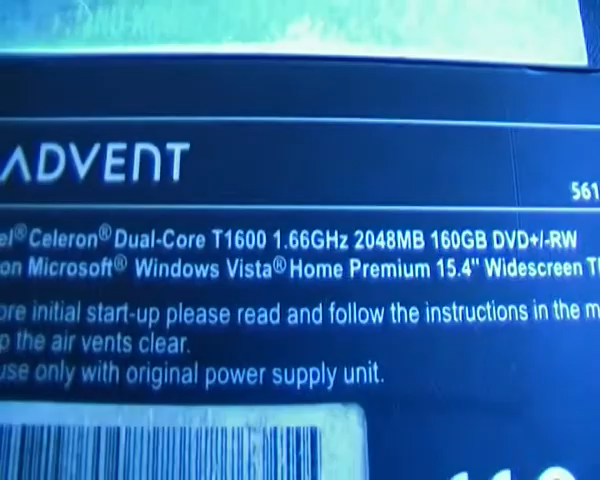 ADVENT
561
el® Celeron® Dual-Core T1600 1.66GHz 2048MB 160GB DVD+/-RW
on Microsoft® Windows Vista® Home Premium 15.4" Widescreen T
ore initial start-up please read and follow the instructions in the m
p the air vents clear.
use only with original power supply unit.